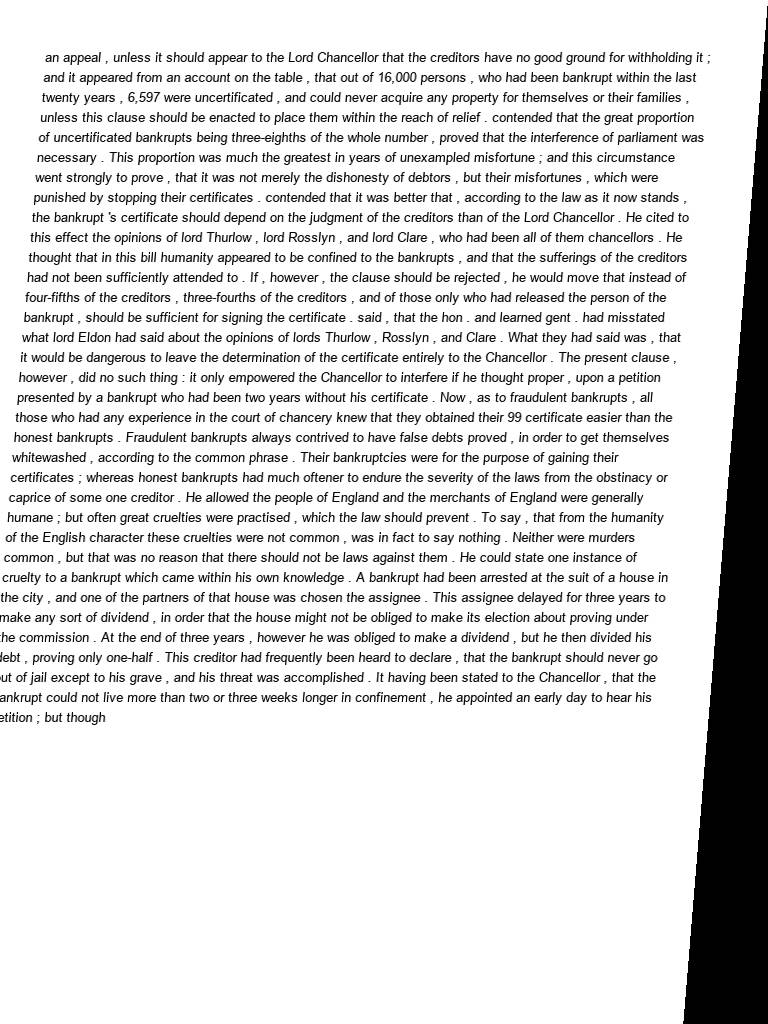 an appeal , unless it should appear to the Lord Chancellor that the creditors have no good ground for withholding it ;
and it appeared from an account on the table , that out of 16,000 persons , who had been bankrupt within the last
twenty years , 6,597 were uncertificated , and could never acquire any property for themselves or their families ,
unless this clause should be enacted to place them within the reach of relief . contended that the great proportion
of uncertificated bankrupts being three-eighths of the whole number , proved that the interference of parliament was
necessary . This proportion was much the greatest in years of unexampled misfortune ; and this circumstance
went strongly to prove , that it was not merely the dishonesty of debtors , but their misfortunes , which were
punished by stopping their certificates . contended that it was better that , according to the law as it now stands ,
the bankrupt 's certificate should depend on the judgment of the creditors than of the Lord Chancellor . He cited to
this effect the opinions of lord Thurlow , lord Rosslyn , and lord Clare , who had been all of them chancellors . He
thought that in this bill humanity appeared to be confined to the bankrupts , and that the sufferings of the creditors
had not been sufficiently attended to . If , however , the clause should be rejected , he would move that instead of
four-fifths of the creditors , three-fourths of the creditors , and of those only who had released the person of the
bankrupt , should be sufficient for signing the certificate . said , that the hon . and learned gent . had misstated
what lord Eldon had said about the opinions of lords Thurlow , Rosslyn , and Clare . What they had said was , that
it would be dangerous to leave the determination of the certificate entirely to the Chancellor . The present clause ,
however , did no such thing : it only empowered the Chancellor to interfere if he thought proper , upon a petition
presented by a bankrupt who had been two years without his certificate . Now , as to fraudulent bankrupts , all
those who had any experience in the court of chancery knew that they obtained their 99 certificate easier than the
honest bankrupts . Fraudulent bankrupts always contrived to have false debts proved , in order to get themselves
whitewashed , according to the common phrase . Their bankruptcies were for the purpose of gaining their
certificates ; whereas honest bankrupts had much oftener to endure the severity of the laws from the obstinacy or
caprice of some one creditor . He allowed the people of England and the merchants of England were generally
humane ; but often great cruelties were practised , which the law should prevent . To say , that from the humanity
of the English character these cruelties were not common , was in fact to say nothing . Neither were murders
common , but that was no reason that there should not be laws against them . He could state one instance of
cruelty to a bankrupt which came within his own knowledge . A bankrupt had been arrested at the suit of a house in
the city , and one of the partners of that house was chosen the assignee . This assignee delayed for three years to
make any sort of dividend , in order that the house might not be obliged to make its election about proving under
the commission . At the end of three years , however he was obliged to make a dividend , but he then divided his
debt , proving only one-half . This creditor had frequently been heard to declare , that the bankrupt should never go
out of jail except to his grave , and his threat was accomplished . It having been stated to the Chancellor , that the
ankrupt could not live more than two or three weeks longer in confinement , he appointed an early day to hear his
etition ; but though